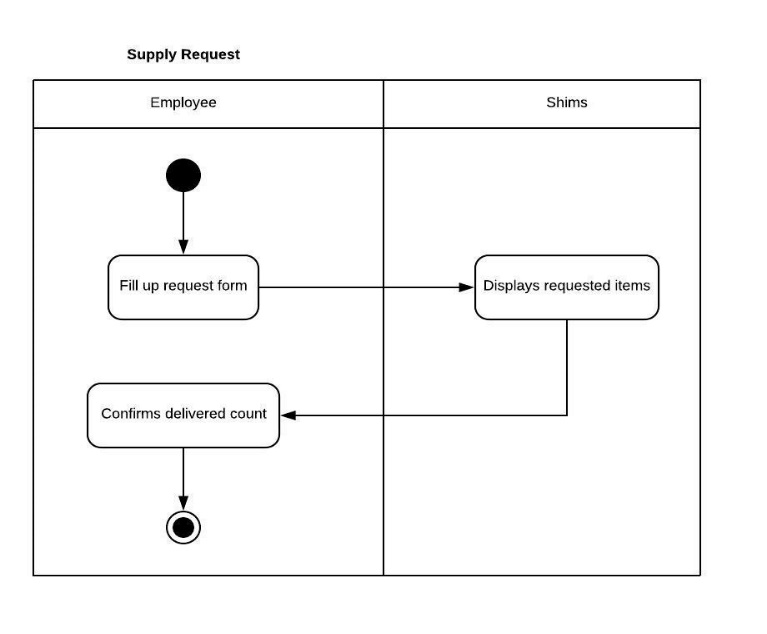 Supply Request
Employee
Shims
Fill up request form
Displays requested items
Confirms delivered count